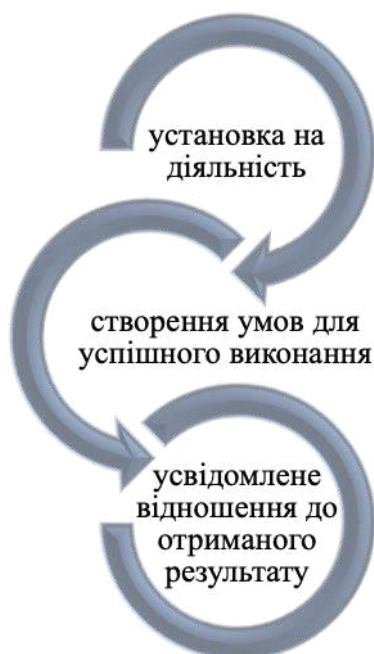 установка на
діяльність
створення умов для
успішного виконання
усвідомлене
відношення до
отриманого
результату